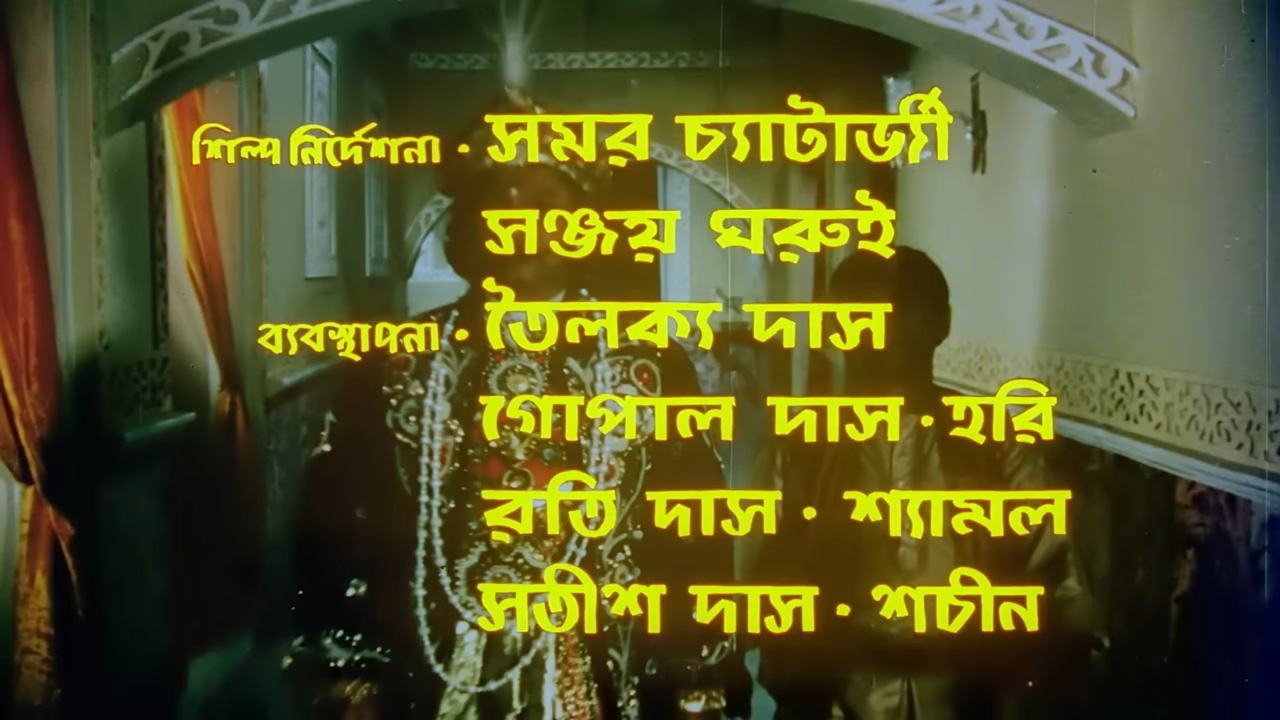 শিল্প নির্দেশনা · সমর চ্যাটার্জী
সঞ্জয় ঘরুই
ব্যবস্থাপনা · তৈলক্য দাস
গোপাল দাস · হরি
রতি দাস · শ্যামল
সতীশ দাস · শচীন